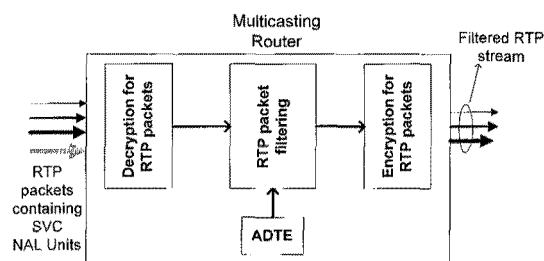 Multicasting
Router
Filtered RTP
stream
Decryption for
RTP packets
RTP packet
filtering
Encryption for
RTP packets
RTP
packets
containing
SVC
NAL Units
ADTE